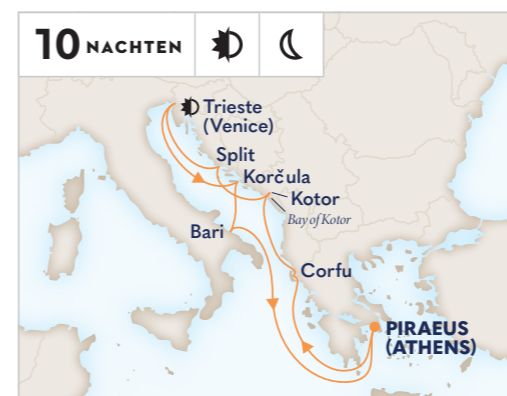 10 NACHTEN
Trieste
(Venice)
Split
Korčula
Kotor
Bay of Kotor
Bari
Corfu
PIRAEUS
(ATHENS)